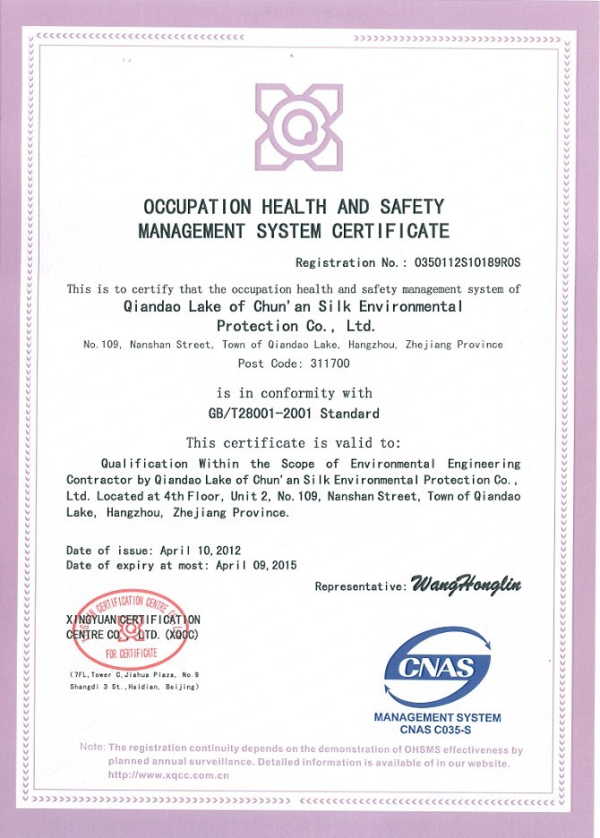 OCCUPATION HEALTH AND SAFETY
MANAGEMENT SYSTEM CERTIFICATE
Registration No.: 0350112S10189R0S
This is to certify that the occupation health and safety management system of
Qiandao Lake of Chun'an Silk Environmental
Protection Co., Ltd.
No.109, Nanshan Street, Town of Qiandao Lake, Hangzhou, Zhejiang Province
Post Code: 311700
is in conformity with
GB/T28001-2001 Standard
This certificate is valid to:
Qualification Within the Scope of Environmental Engineering
Contractor by Qiandao Lake of Chun'an Silk Environmental Protection Co.,
Ltd. Located at 4th Floor, Unit 2, No.109, Nanshan Street, Town of Qiandao
Lake, Hangzhou, Zhejiang Province.
Date of issue: April 10,2012
Date of expiry at most: April 09,2015
Representative: WangHonglin
CERTIFICATION CENTRE CO
XINGYUAN CERTIFICATION
CENTRE CO., LTD. (XQCC)
FOR CERTIFICATE
(7FL,Tower C,Jiahua Plaza, No.9
Shangdi 3 St.,Haidian, Beijing)
CNAS
MANAGEMENT SYSTEM
CNAS C035-S
Note: The registration continuity depends on the demonstration of OHSMS effectiveness by
planned annual surveillance. Detailed information is available of in our website.
http://www.xqcc.com.cn